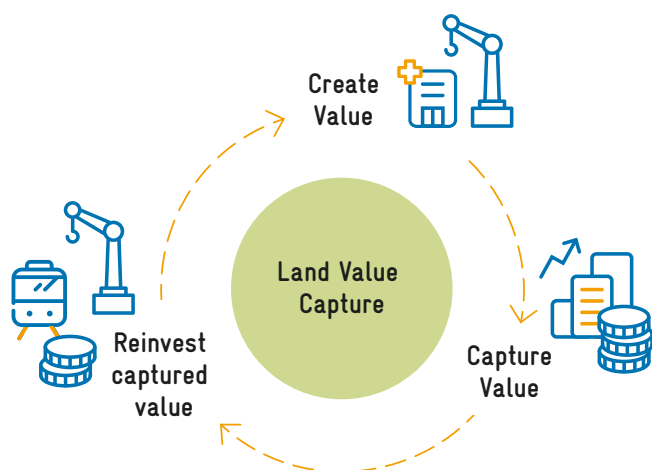 Create
Value
Land Value
Capture
Capture
Value
Reinvest
captured
value